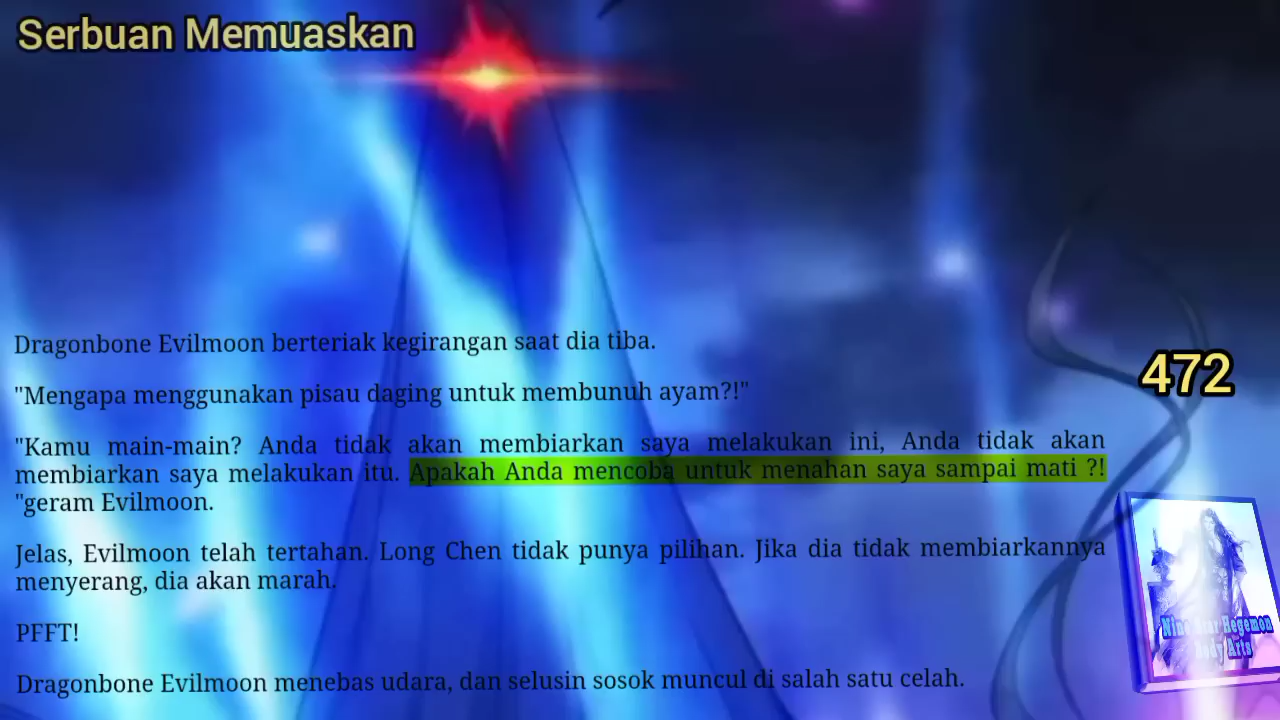 Serbuan Memuaskan
Dragonbone Evilmoon berteriak kegirangan saat dia tiba.
"Mengapa menggunakan pisau daging untuk membunuh ayam?!"
472
"Kamu main-main? Anda tidak akan membiarkan saya melakukan ini, Anda tidak akan
membiarkan saya melakukan itu. Apakah Anda mencoba untuk menahan saya sampai mati ?!
"geram Evilmoon.
Jelas, Evilmoon telah tertahan. Long Chen tidak punya pilihan. Jika dia tidak membiarkannya
menyerang, dia akan marah.
PFFT!
Nine Star Hegemon
Body Arts
Dragonbone Evilmoon menebas udara, dan selusin sosok muncul di salah satu celah.